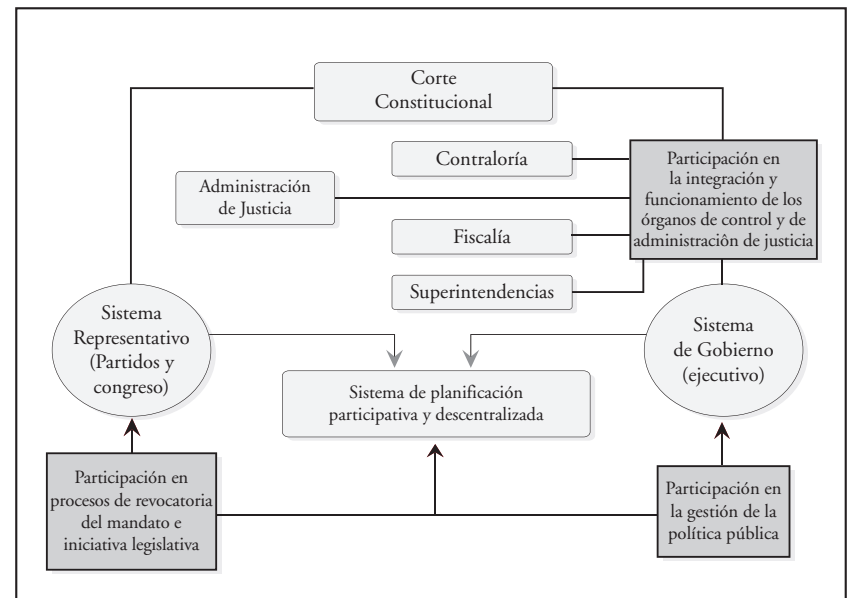 Corte
Constitucional
Contraloría
Administración
de Justicia
Fiscalía
Superintendencias
Participación en
la integración y
funcionamiento de los
órganos de control y de
administraciôn de justicia
Sistema
Representativo
(Partidos y
congreso)
Sistema
de Gobierno
(ejecutivo)
Sistema de planificación
participativa y descentralizada
Participación en
procesos de revocatoria
del mandato e
iniciativa legislativa
Participación en
la gestión de la
política pública